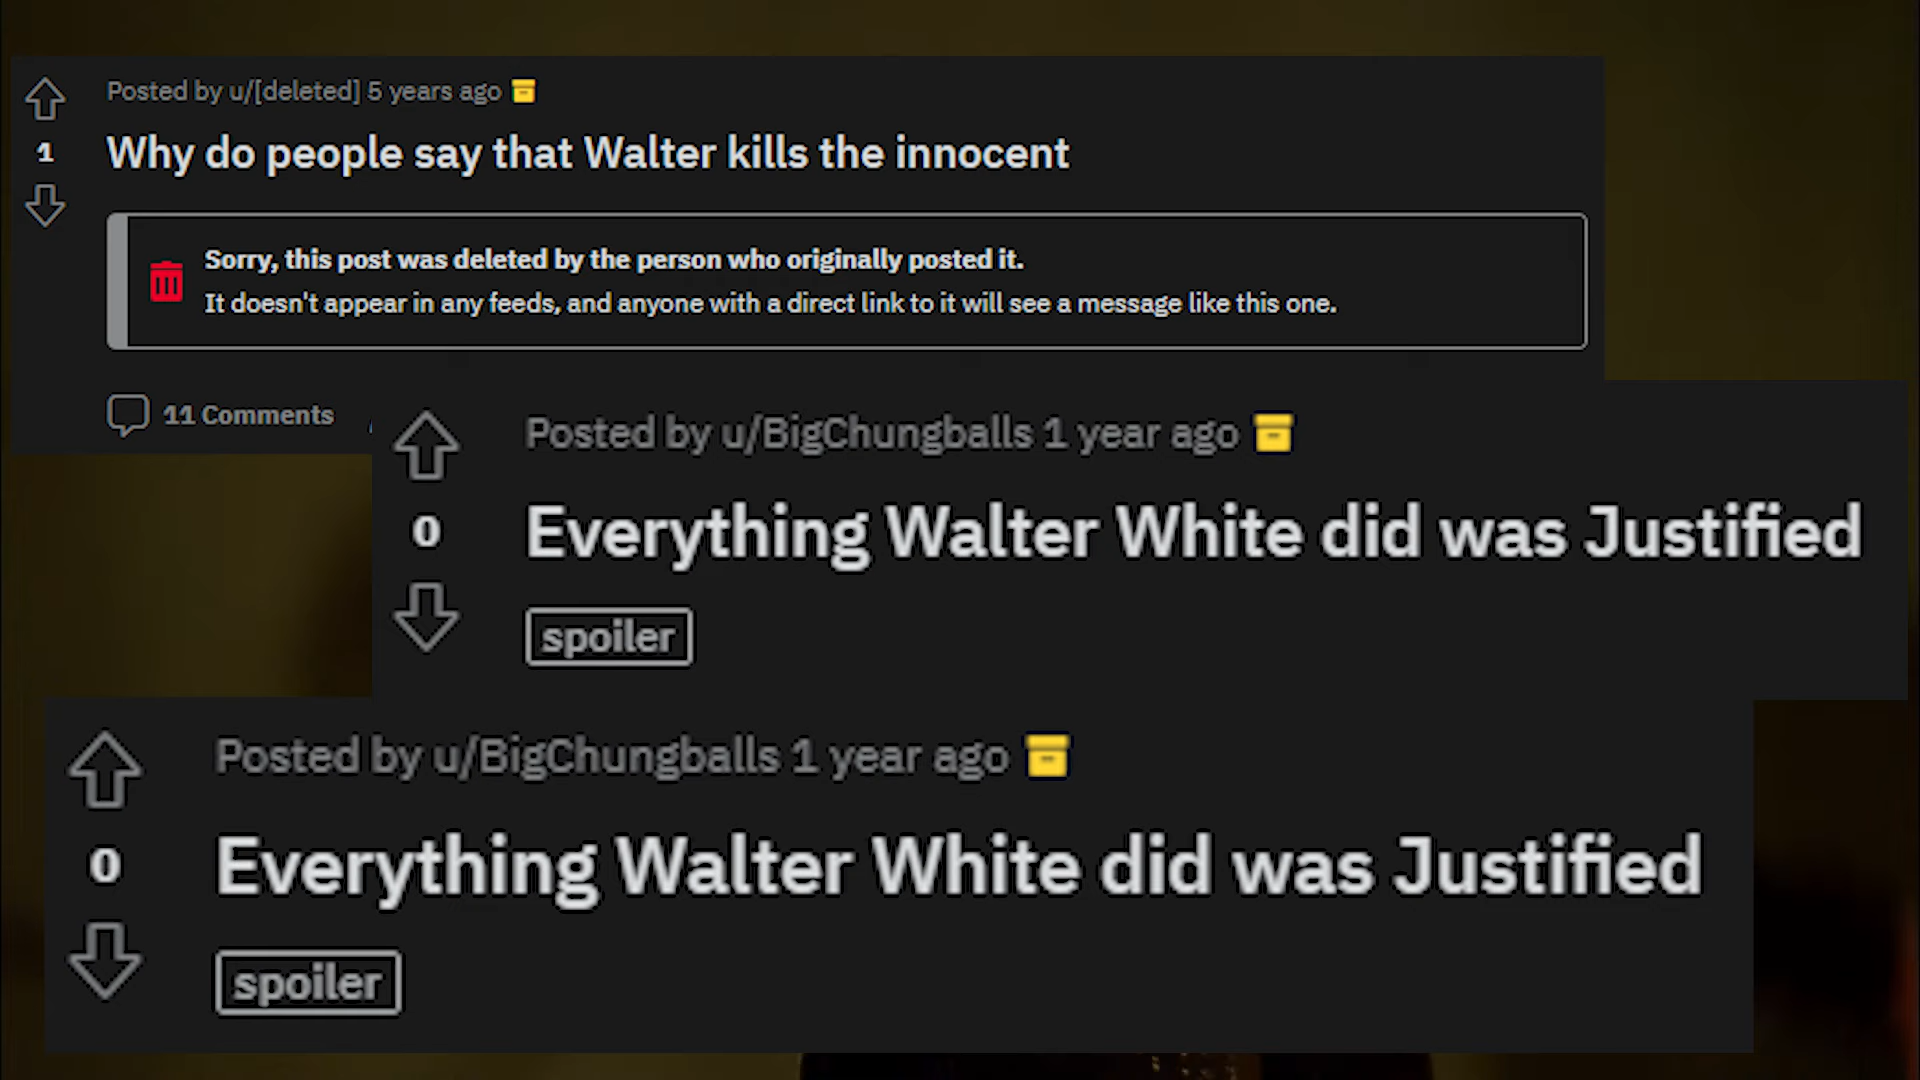 Posted by u/[deleted] 5 years ago
1
Why do people say that Walter kills the innocent
Sorry, this post was deleted by the person who originally posted it.
It doesn't appear in any feeds, and anyone with a direct link to it will see a message like this one.
11 Comments
Posted by u/BigChungballs 1 year ago
0
Everything Walter White did was Justified
spoiler
Posted by u/BigChungballs 1 year ago
0
Everything Walter White did was Justified
spoiler